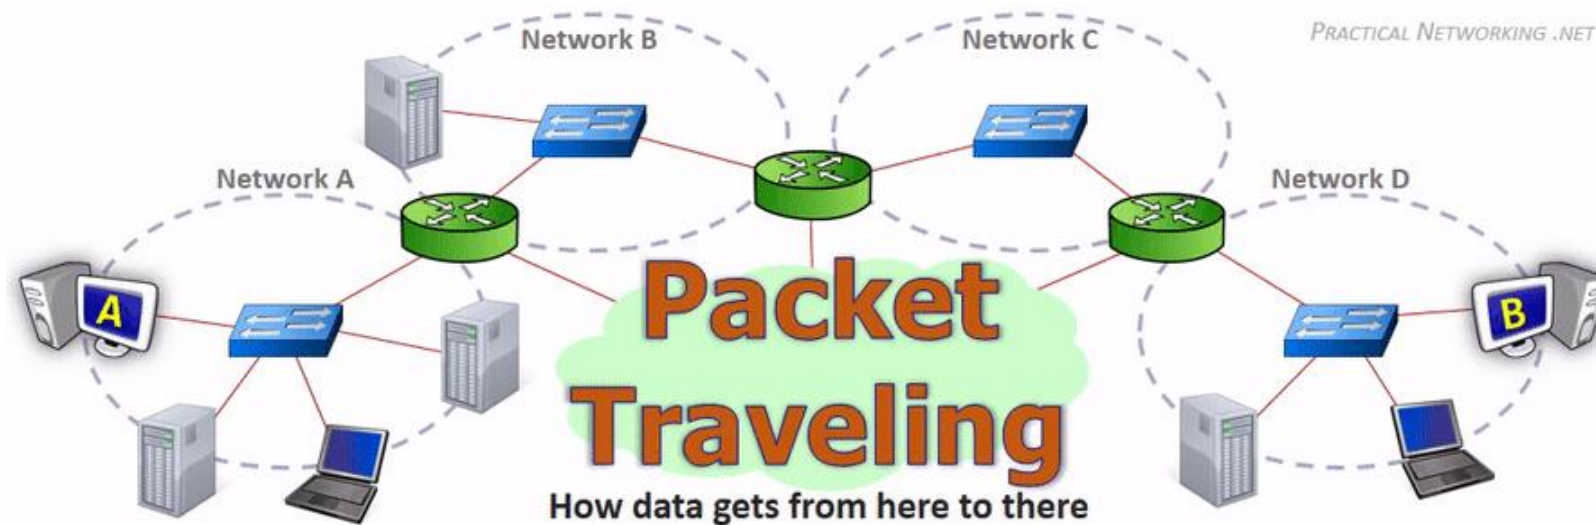 PRACTICAL NETWORKING .NET
Network B
Network C
Network A
Network D
A
B
Packet
Traveling
How data gets from here to there